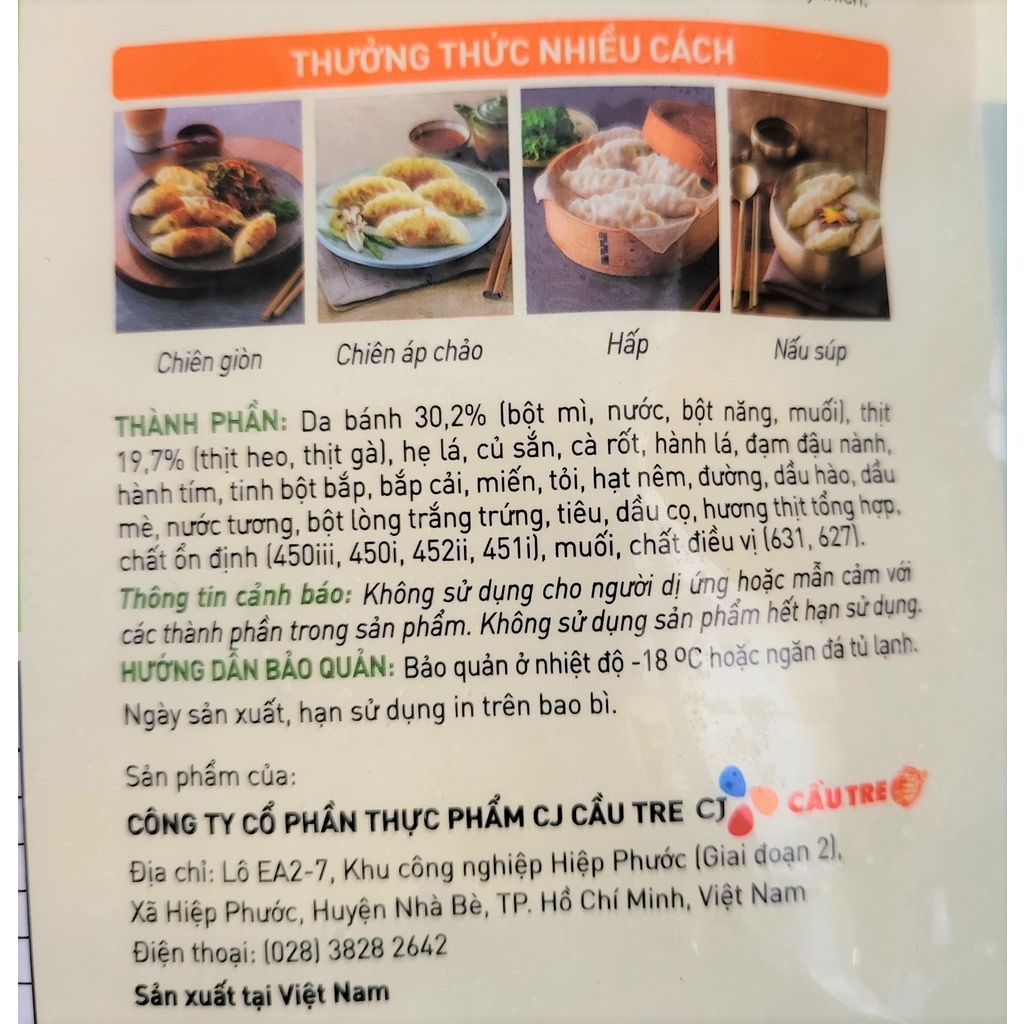 THƯỞNG THỨC NHIỀU CÁCH
Chiên giòn
Chiên áp chảo
Hấp
Nấu súp
THÀNH PHẦN: Da bánh 30,2% (bột mì, nước, bột năng, muối), thịt
19,7% (thịt heo, thịt gà), hẹ lá, củ sắn, cà rốt, hành lá, đạm đậu nành,
hành tím, tinh bột bắp, bắp cải, miến, tỏi, hạt nêm, đường, dầu hào, dầu
mè, nước tương, bột lòng trắng trứng, tiêu, dầu cọ, hương thịt tổng hợp,
chất ổn định (450iii, 450i, 452ii, 451i), muối, chất điều vị (631, 627).
Thông tin cảnh báo: Không sử dụng cho người dị ứng hoặc mẫn cảm với
các thành phần trong sản phẩm. Không sử dụng sản phẩm hết hạn sử dụng.
HƯỚNG DẪN BẢO QUẢN: Bảo quản ở nhiệt độ -18 ºC hoặc ngăn đá tủ lạnh.
Ngày sản xuất, hạn sử dụng in trên bao bì.
Sản phẩm của:
CÔNG TY CỔ PHẦN THỰC PHẨM CJ CẦU TRE CJ CẦU TRE
Địa chỉ: Lô EA2-7, Khu công nghiệp Hiệp Phước (Giai đoạn 2),
Xã Hiệp Phước, Huyện Nhà Bè, TP. Hồ Chí Minh, Việt Nam
Điện thoại: (028) 3828 2642
Sản xuất tại Việt Nam